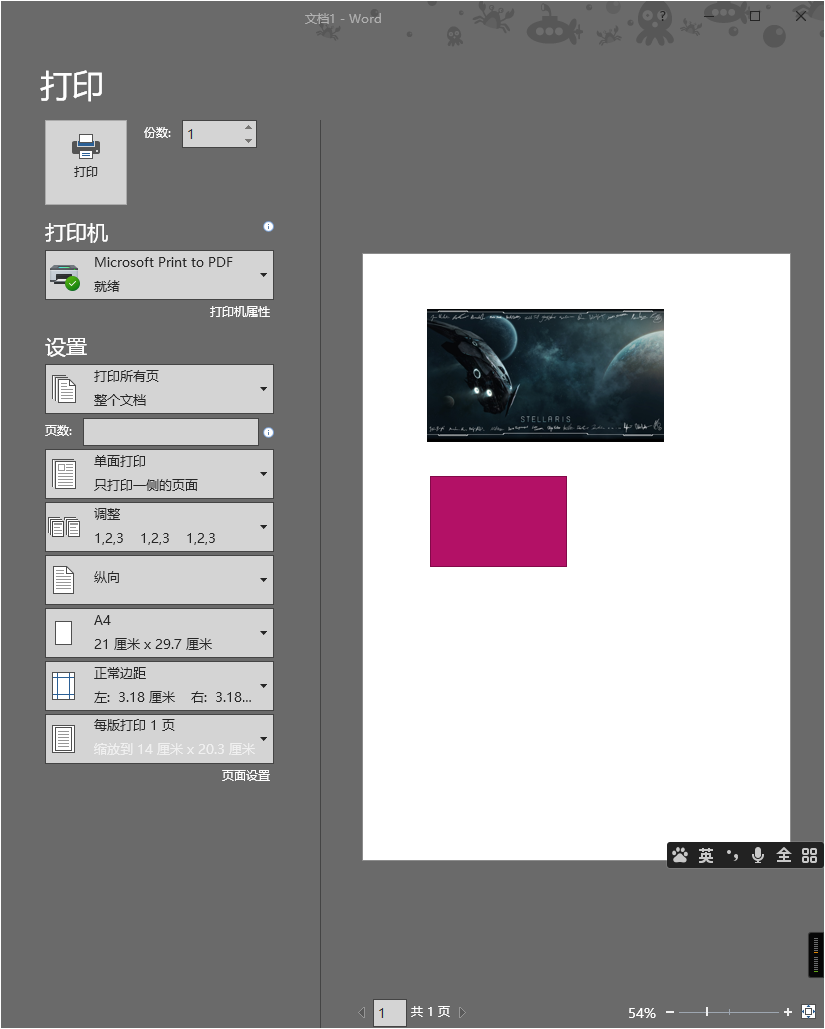 文档1 - Word
?
打印
打印
份数:
1
打印机
Microsoft Print to PDF
就绪
打印机属性
设置
打印所有页
整个文档
页数:
单面打印
只打印一侧的页面
调整
1,2,3 1,2,3 1,2,3
纵向
A4
21 厘米 x 29.7 厘米
正常边距
左: 3.18 厘米 右: 3.18...
每版打印 1 页
缩放到 14 厘米 x 20.3 厘米
页面设置
STELLARIS
英 全
1 共 1 页
54%